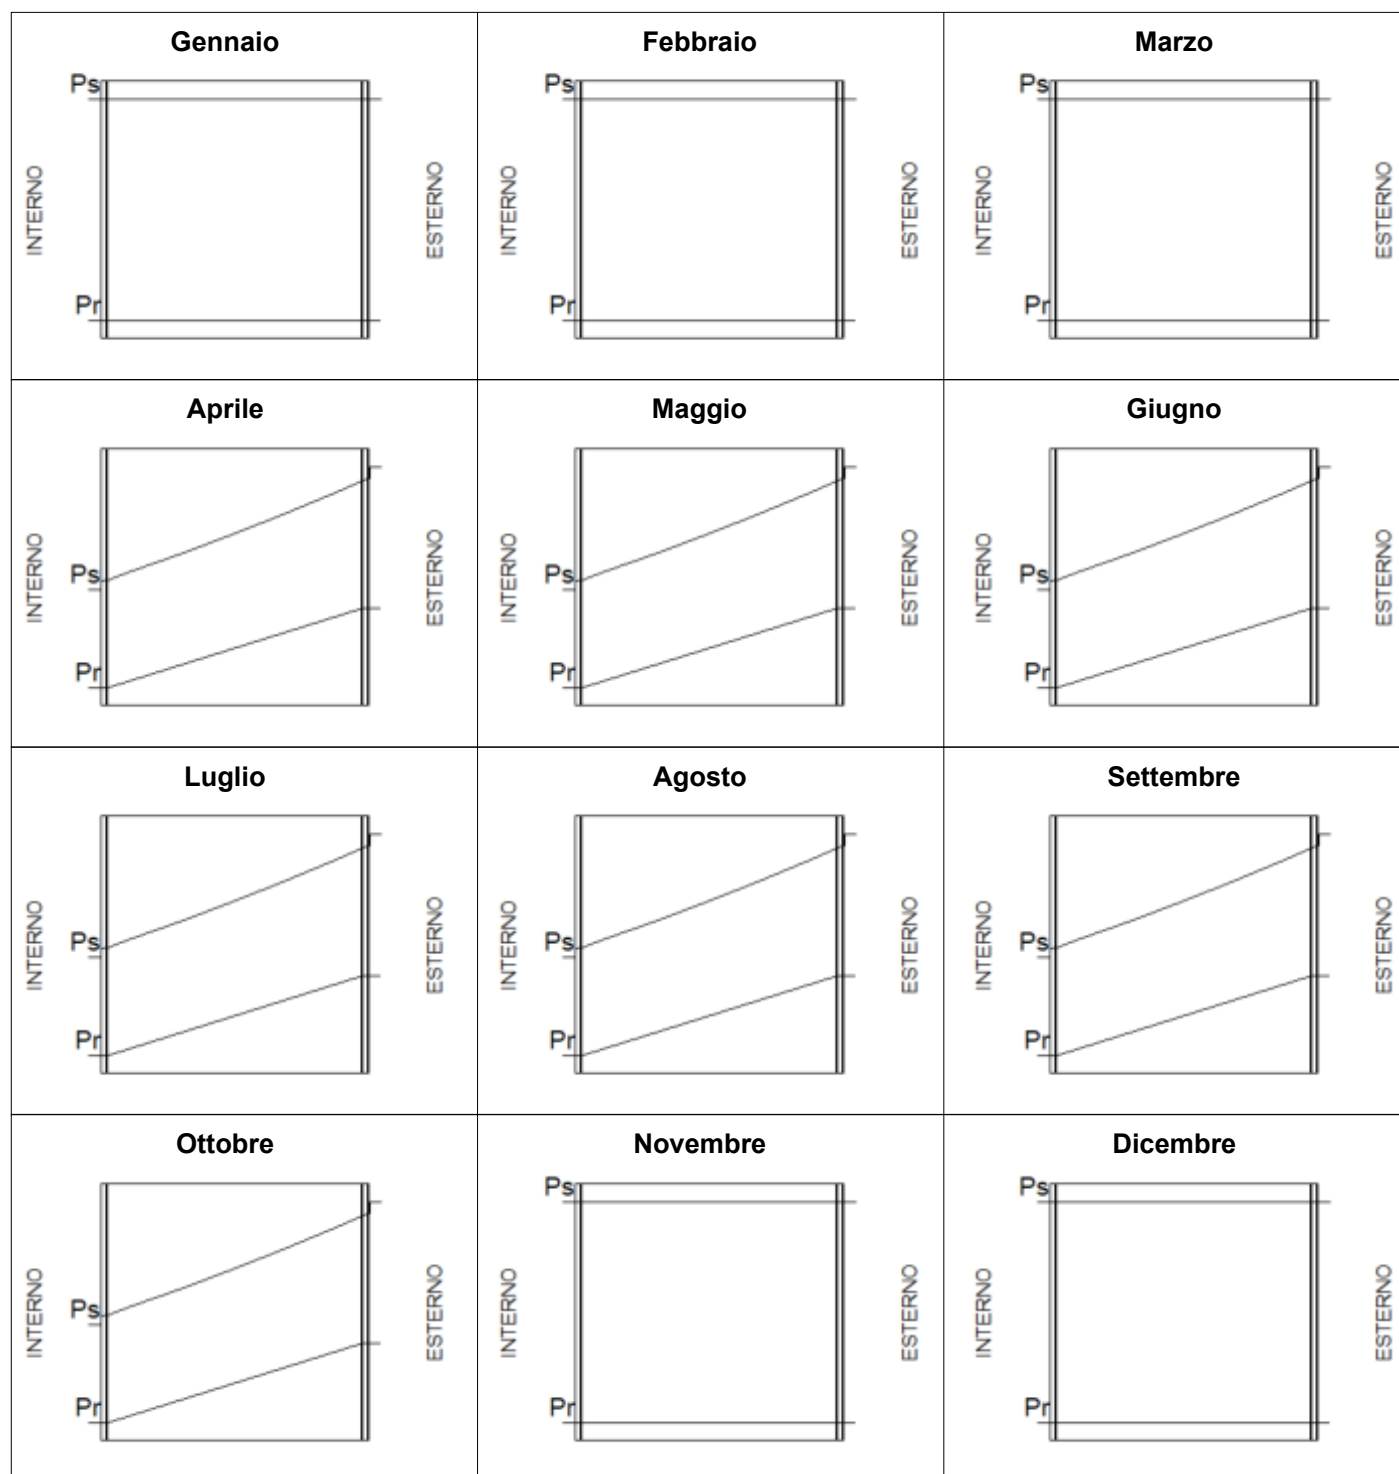 Gennaio
Ps
INTERNO
ESTERNO
Pr
Febbraio
Ps
INTERNO
ESTERNO
Pr
Marzo
Ps
INTERNO
ESTERNO
Pr
Aprile
INTERNO
ESTERNO
Ps
Pr
Maggio
INTERNO
ESTERNO
Ps
Pr
Giugno
INTERNO
ESTERNO
Ps
Pr
Luglio
INTERNO
ESTERNO
Ps
Pr
Agosto
INTERNO
ESTERNO
Ps
Pr
Settembre
INTERNO
ESTERNO
Ps
Pr
Ottobre
INTERNO
ESTERNO
Ps
Pr
Novembre
Ps
INTERNO
ESTERNO
Pr
Dicembre
Ps
INTERNO
ESTERNO
Pr